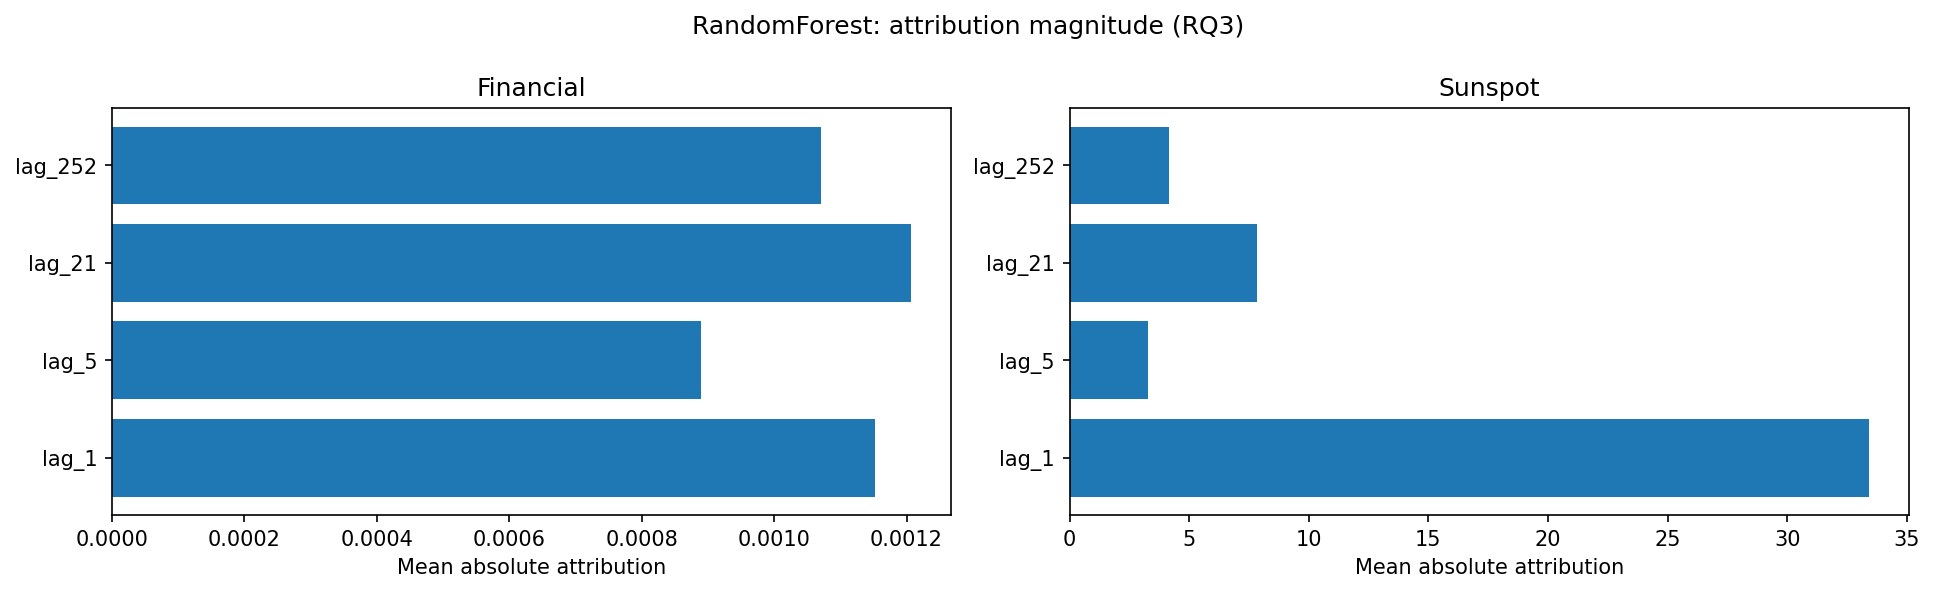 RandomForest: attribution magnitude (RQ3)
Financial
lag_252
lag_21
lag_5
lag_1
0.0000 0.0002 0.0004 0.0006 0.0008 0.0010 0.0012
Mean absolute attribution
Sunspot
lag_252
lag_21
lag_5
lag_1
0 5 10 15 20 25 30 35
Mean absolute attribution